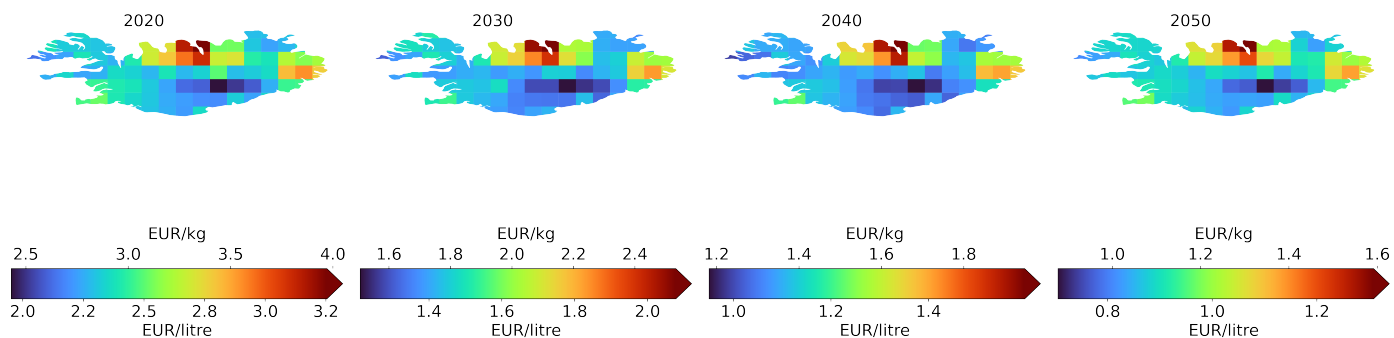 2020 2030 2040 2050
EUR/kg EUR/kg EUR/kg EUR/kg
2.5 3.0 3.5 4.0 1.6 1.8 2.0 2.2 2.4 1.2 1.4 1.6 1.8 1.0 1.2 1.4 1.6
2.0 2.2 2.5 2.8 3.0 3.2 1.4 1.6 1.8 2.0 1.0 1.2 1.4 0.8 1.0 1.2
EUR/litre EUR/litre EUR/litre EUR/litre